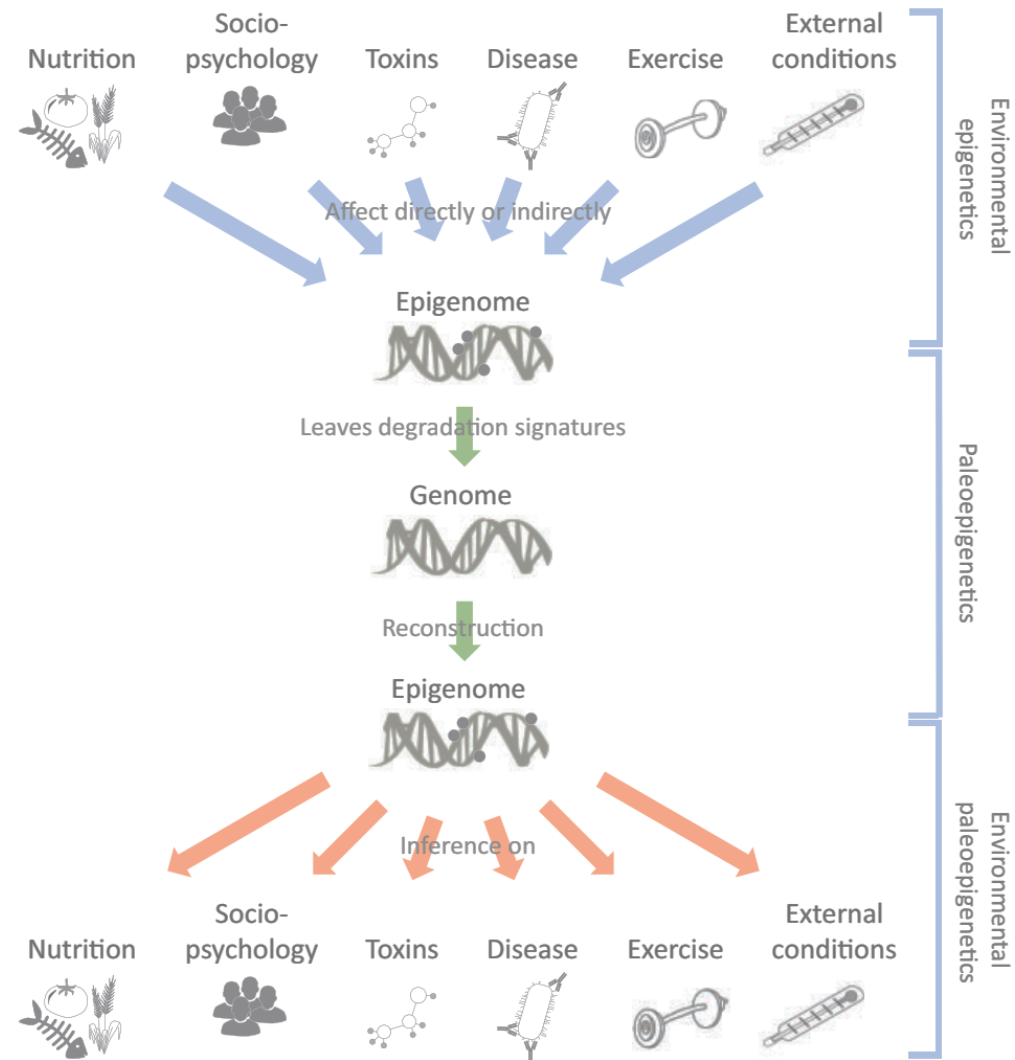 Nutrition
Socio-
psychology
Toxins
Disease
Exercise
External
conditions
Affect directly or indirectly
Environmental
epigenetics
Epigenome
Leaves degradation signatures
Genome
Paleoepigenetics
Reconstruction
Epigenome
Inference on
Environmental
paleoepigenetics
Nutrition
Socio-
psychology
Toxins
Disease
Exercise
External
conditions